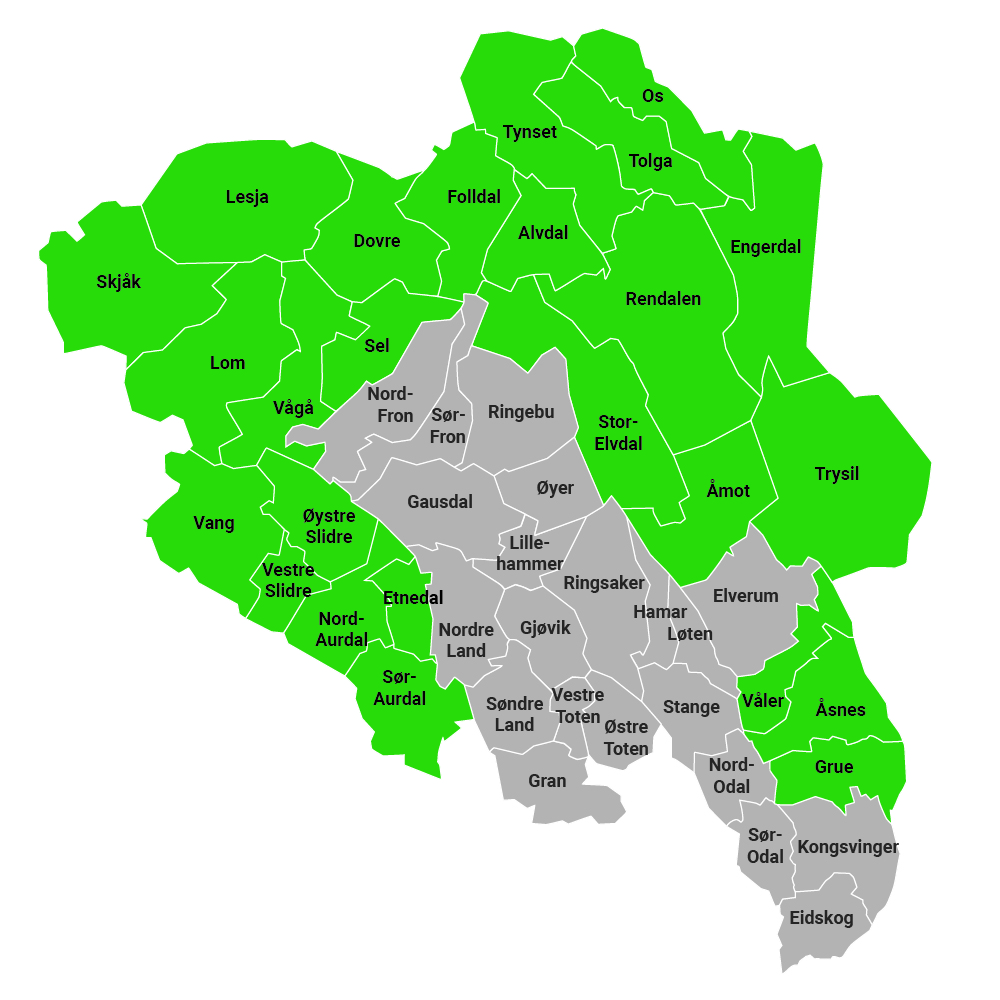 Os
Tynset
Tolga
Lesja
Folldal
Alvdal
Dovre
Engerdal
Skjåk
Rendalen
Sel
Lom
Nord-
Fron
Vågå
Sør-
Fron
Ringebu
Stor-
Elvdal
Trysil
Øyer
Åmot
Gausdal
Vang
Øystre
Slidre
Lille-
hammer
Vestre
Slidre
Ringsaker
Etnedal
Elverum
Hamar
Nord-
Aurdal
Nordre
Land
Gjøvik
Løten
Sør-
Aurdal
Søndre
Land
Vestre
Toten
Stange
Våler
Åsnes
Østre
Toten
Gran
Nord-
Odal
Grue
Sør-
Odal
Kongsvinger
Eidskog